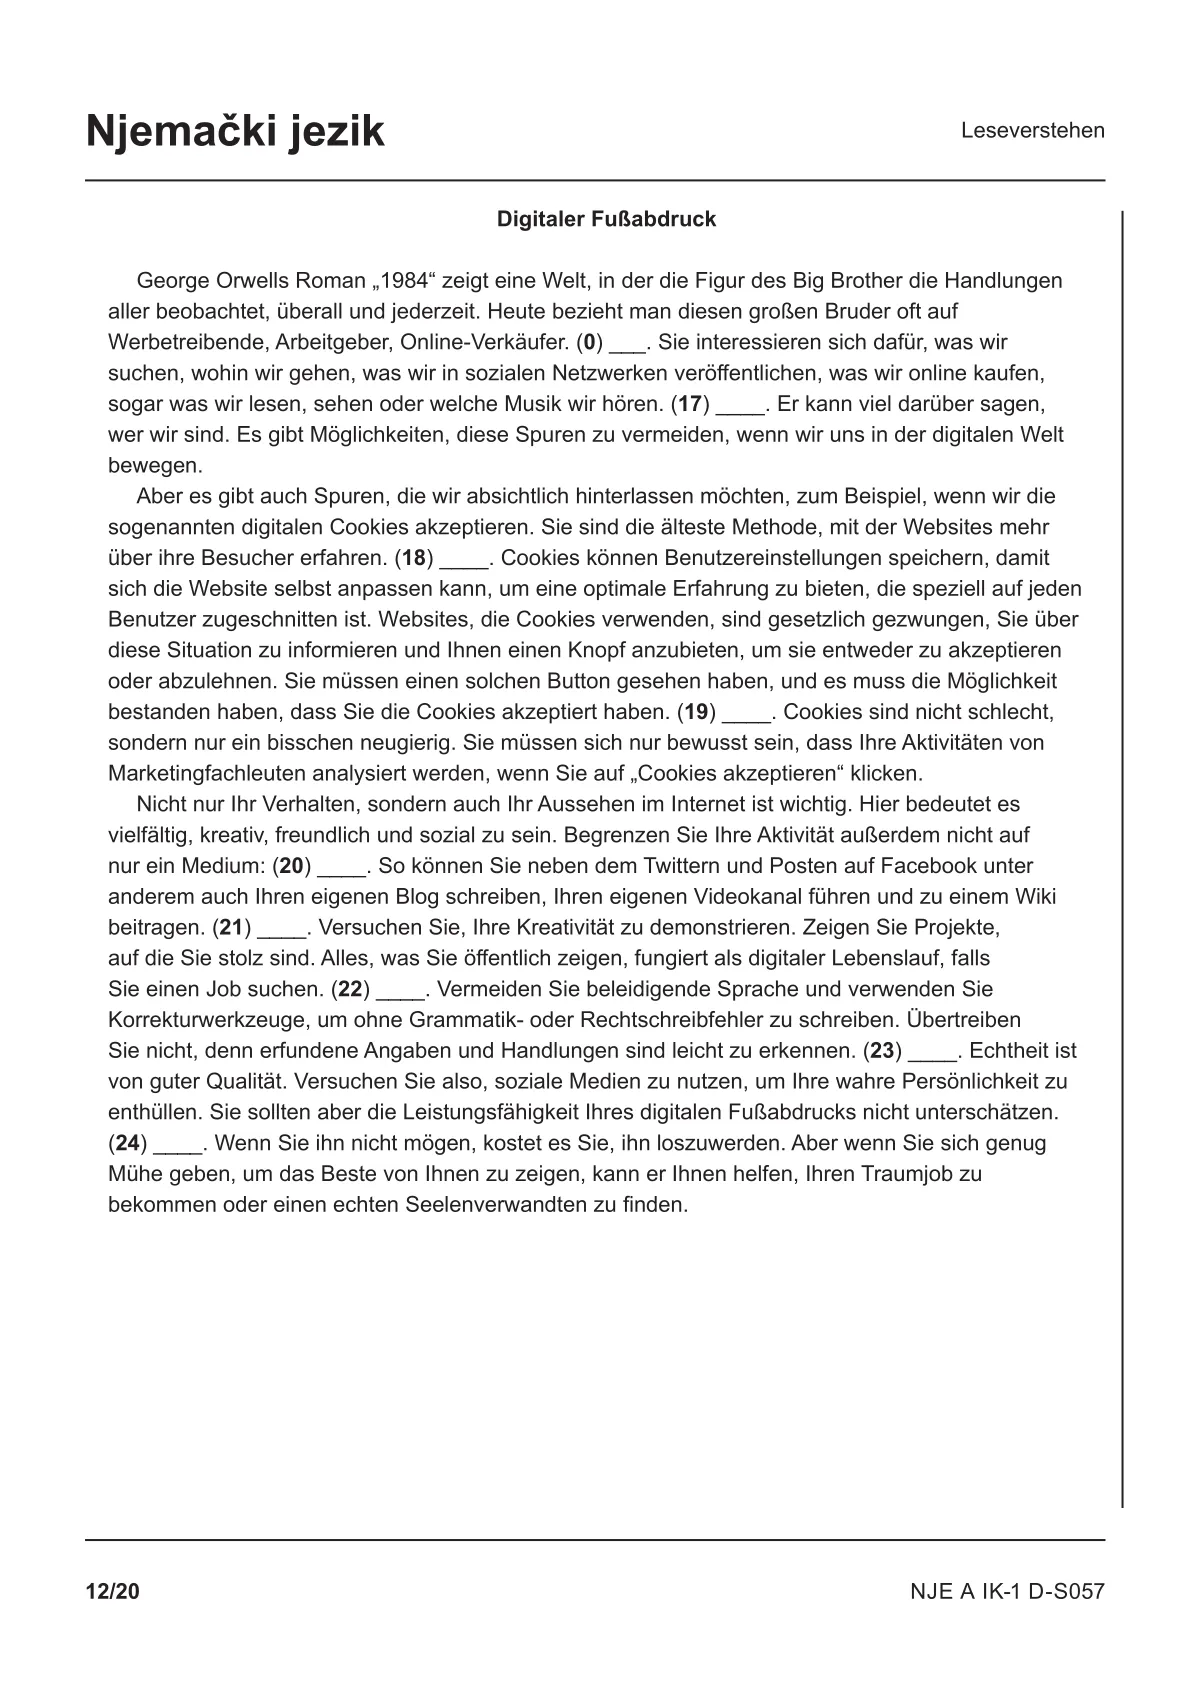 Njemački jezik
Leseverstehen
Digitaler Fußabdruck
George Orwells Roman „1984“ zeigt eine Welt, in der die Figur des Big Brother die Handlungen
aller beobachtet, überall und jederzeit. Heute bezieht man diesen großen Bruder oft auf
Werbetreibende, Arbeitgeber, Online-Verkäufer. (0) ___. Sie interessieren sich dafür, was wir
suchen, wohin wir gehen, was wir in sozialen Netzwerken veröffentlichen, was wir online kaufen,
sogar was wir lesen, sehen oder welche Musik wir hören. (17) ____. Er kann viel darüber sagen,
wer wir sind. Es gibt Möglichkeiten, diese Spuren zu vermeiden, wenn wir uns in der digitalen Welt
bewegen.
Aber es gibt auch Spuren, die wir absichtlich hinterlassen möchten, zum Beispiel, wenn wir die
sogenannten digitalen Cookies akzeptieren. Sie sind die älteste Methode, mit der Websites mehr
über ihre Besucher erfahren. (18) ____. Cookies können Benutzereinstellungen speichern, damit
sich die Website selbst anpassen kann, um eine optimale Erfahrung zu bieten, die speziell auf jeden
Benutzer zugeschnitten ist. Websites, die Cookies verwenden, sind gesetzlich gezwungen, Sie über
diese Situation zu informieren und Ihnen einen Knopf anzubieten, um sie entweder zu akzeptieren
oder abzulehnen. Sie müssen einen solchen Button gesehen haben, und es muss die Möglichkeit
bestanden haben, dass Sie die Cookies akzeptiert haben. (19) ____. Cookies sind nicht schlecht,
sondern nur ein bisschen neugierig. Sie müssen sich nur bewusst sein, dass Ihre Aktivitäten von
Marketingfachleuten analysiert werden, wenn Sie auf „Cookies akzeptieren“ klicken.
Nicht nur Ihr Verhalten, sondern auch Ihr Aussehen im Internet ist wichtig. Hier bedeutet es
vielfältig, kreativ, freundlich und sozial zu sein. Begrenzen Sie Ihre Aktivität außerdem nicht auf
nur ein Medium: (20) ____. So können Sie neben dem Twittern und Posten auf Facebook unter
anderem auch Ihren eigenen Blog schreiben, Ihren eigenen Videokanal führen und zu einem Wiki
beitragen. (21) ____. Versuchen Sie, Ihre Kreativität zu demonstrieren. Zeigen Sie Projekte,
auf die Sie stolz sind. Alles, was Sie öffentlich zeigen, fungiert als digitaler Lebenslauf, falls
Sie einen Job suchen. (22) ____. Vermeiden Sie beleidigende Sprache und verwenden Sie
Korrekturwerkzeuge, um ohne Grammatik- oder Rechtschreibfehler zu schreiben. Übertreiben
Sie nicht, denn erfundene Angaben und Handlungen sind leicht zu erkennen. (23) ____. Echtheit ist
von guter Qualität. Versuchen Sie also, soziale Medien zu nutzen, um Ihre wahre Persönlichkeit zu
enthüllen. Sie sollten aber die Leistungsfähigkeit Ihres digitalen Fußabdrucks nicht unterschätzen.
(24) ____. Wenn Sie ihn nicht mögen, kostet es Sie, ihn loszuwerden. Aber wenn Sie sich genug
Mühe geben, um das Beste von Ihnen zu zeigen, kann er Ihnen helfen, Ihren Traumjob zu
bekommen oder einen echten Seelenverwandten zu finden.
12/20
NJE A IK-1 D-S057